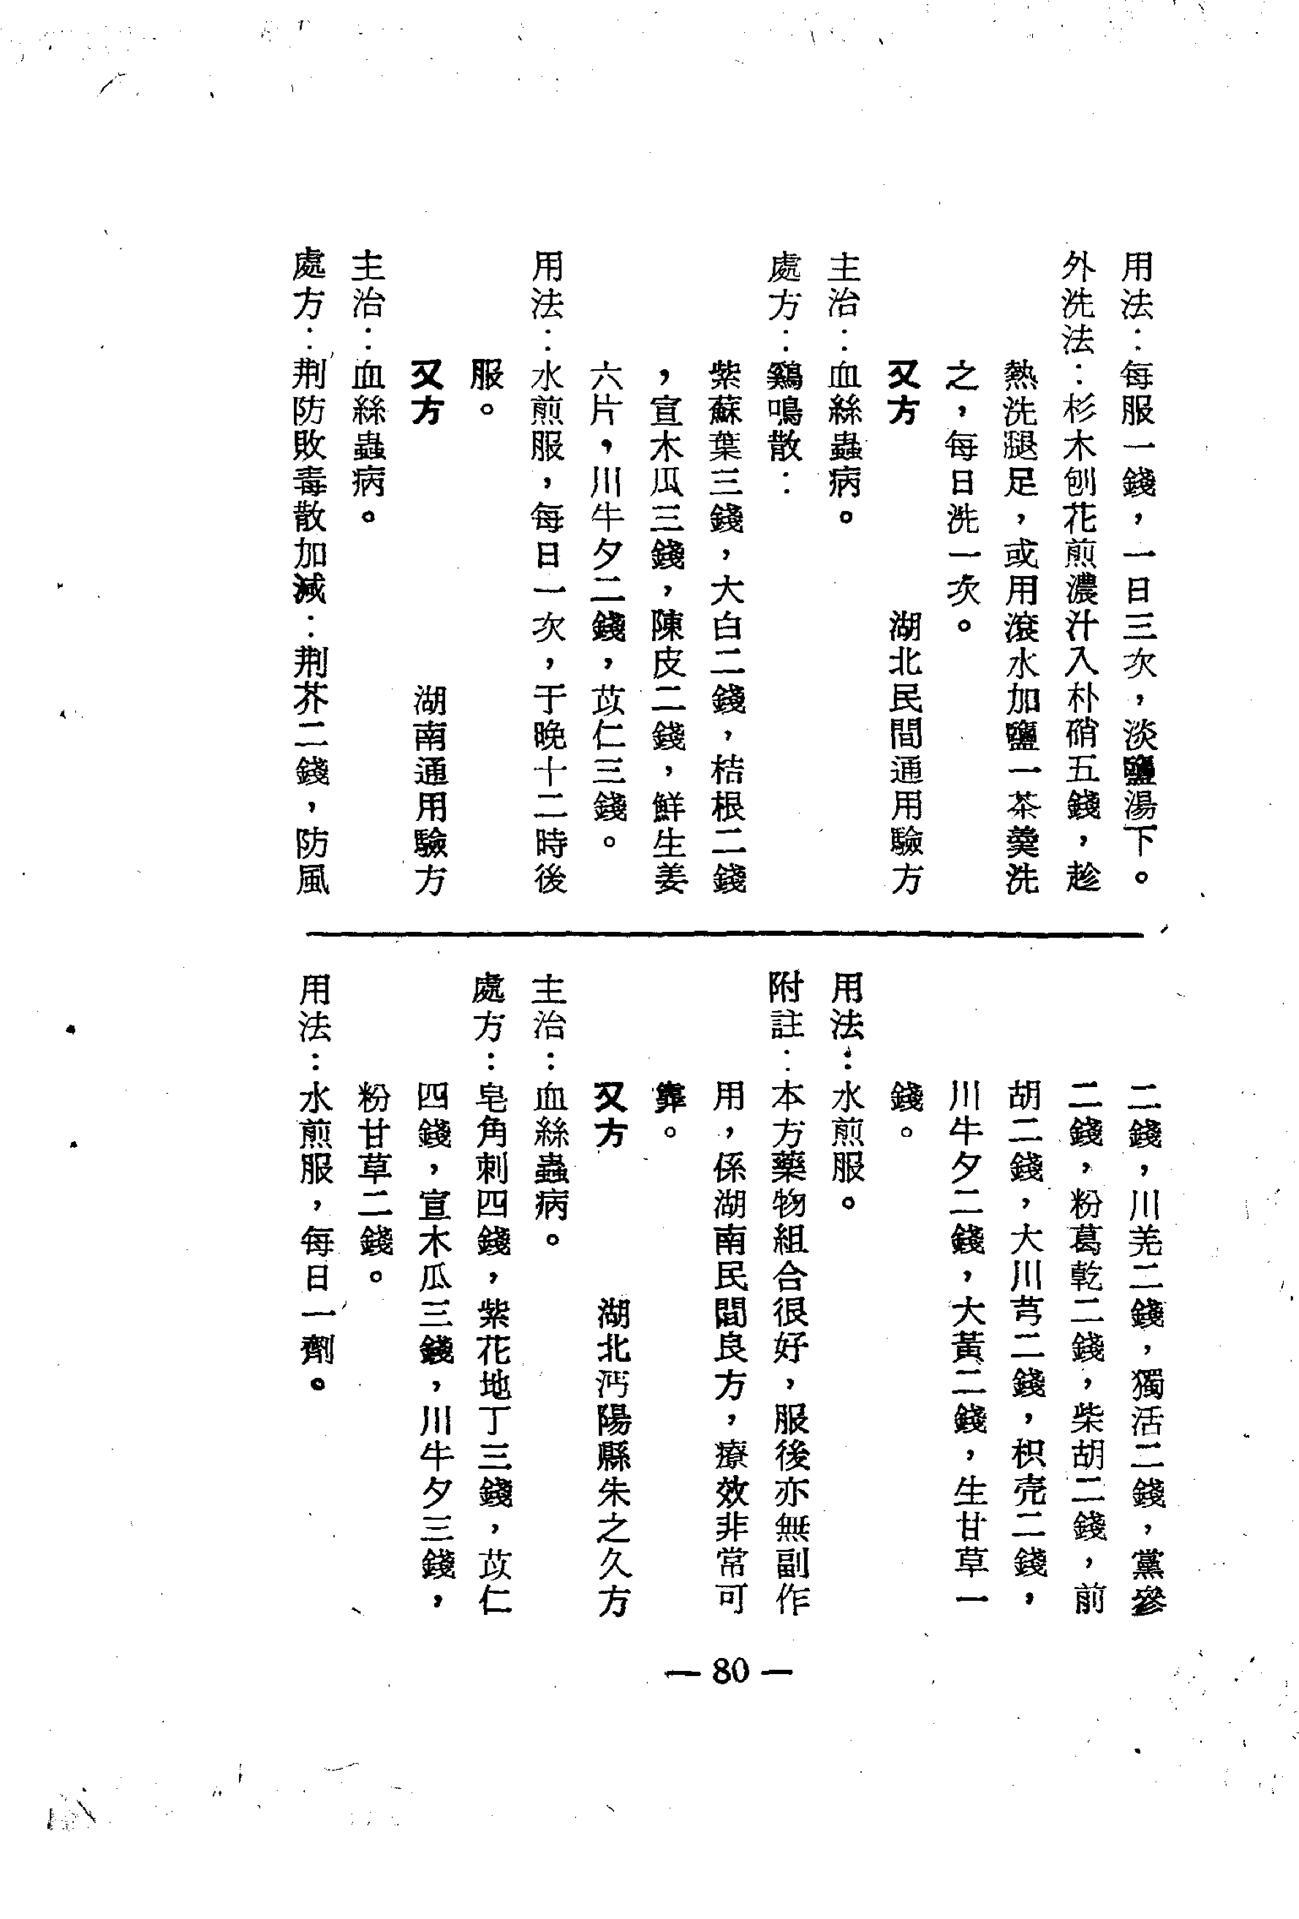 用法：每服一錢，一日三次，淡鹽湯下。
外洗法：杉木刨花煎濃汁入朴硝五錢，趁
熱洗腿足，或用滾水加鹽一茶羹洗
之，每日洗一次。
又方　湖北民間通用驗方
主治：血絲蟲病。
處方：鷄鳴散：
紫蘇葉三錢，大白二錢，桔根二錢
，宣木瓜三錢，陳皮二錢，鮮生姜
六片，川牛夕二錢，苡仁三錢。
用法：水煎服，每日一次，于晚十二時後
服。
又方　湖南通用驗方
主治：血絲蟲病。
處方：荆防敗毒散加減：荆芥二錢，防風
二錢，川羌二錢，獨活二錢，黨參
二錢，粉葛乾二錢，柴胡二錢，前
胡二錢，大川芎二錢，枳壳二錢，
川牛夕二錢，大黃二錢，生甘草一
錢。
用法：水煎服。
附註：本方藥物組合很好，服後亦無副作
用，係湖南民間良方，療效非常可
靠。
又方　湖北沔陽縣朱之久方
主治：血絲蟲病。
處方：皂角刺四錢，紫花地丁三錢，苡仁
四錢，宣木瓜三錢，川牛夕三錢，
粉甘草二錢。
用法：水煎服，每日一劑。
— 80 —